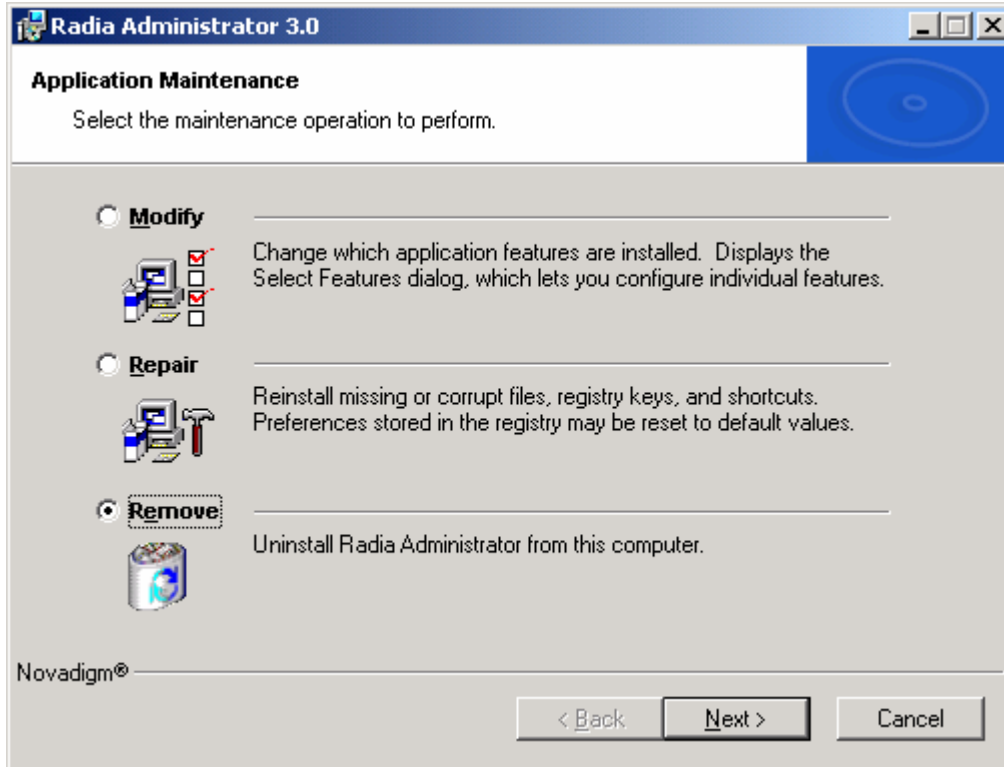 Radia Administrator 3.0
Application Maintenance
Select the maintenance operation to perform.
Modify
Change which application features are installed. Displays the
Select Features dialog, which lets you configure individual features.
Repair
Reinstall missing or corrupt files, registry keys, and shortcuts.
Preferences stored in the registry may be reset to default values.
Remove
Uninstall Radia Administrator from this computer.
Novadigm®
< Back
Next >
Cancel